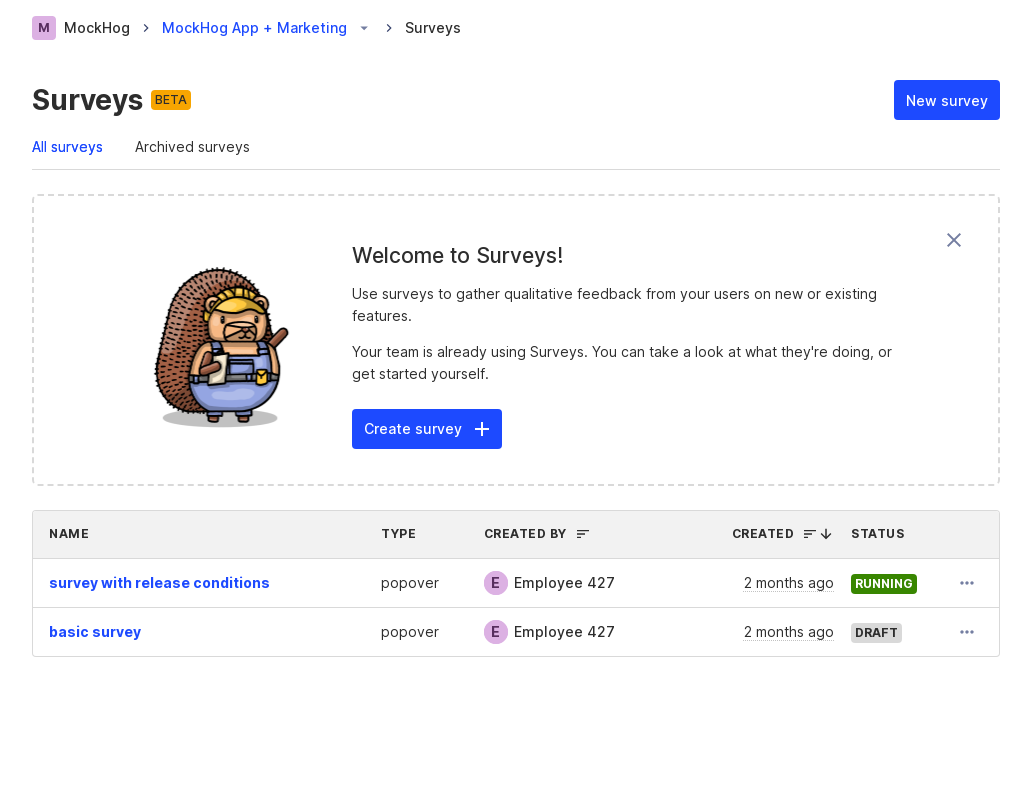 M MockHog MockHog App + Marketing Surveys
Surveys BETA
New survey
All surveys Archived surveys
Welcome to Surveys!
Use surveys to gather qualitative feedback from your users on new or existing
features.
Your team is already using Surveys. You can take a look at what they're doing, or
get started yourself.
Create survey
NAME TYPE CREATED BY CREATED STATUS
survey with release conditions popover E Employee 427 2 months ago RUNNING
basic survey popover E Employee 427 2 months ago DRAFT